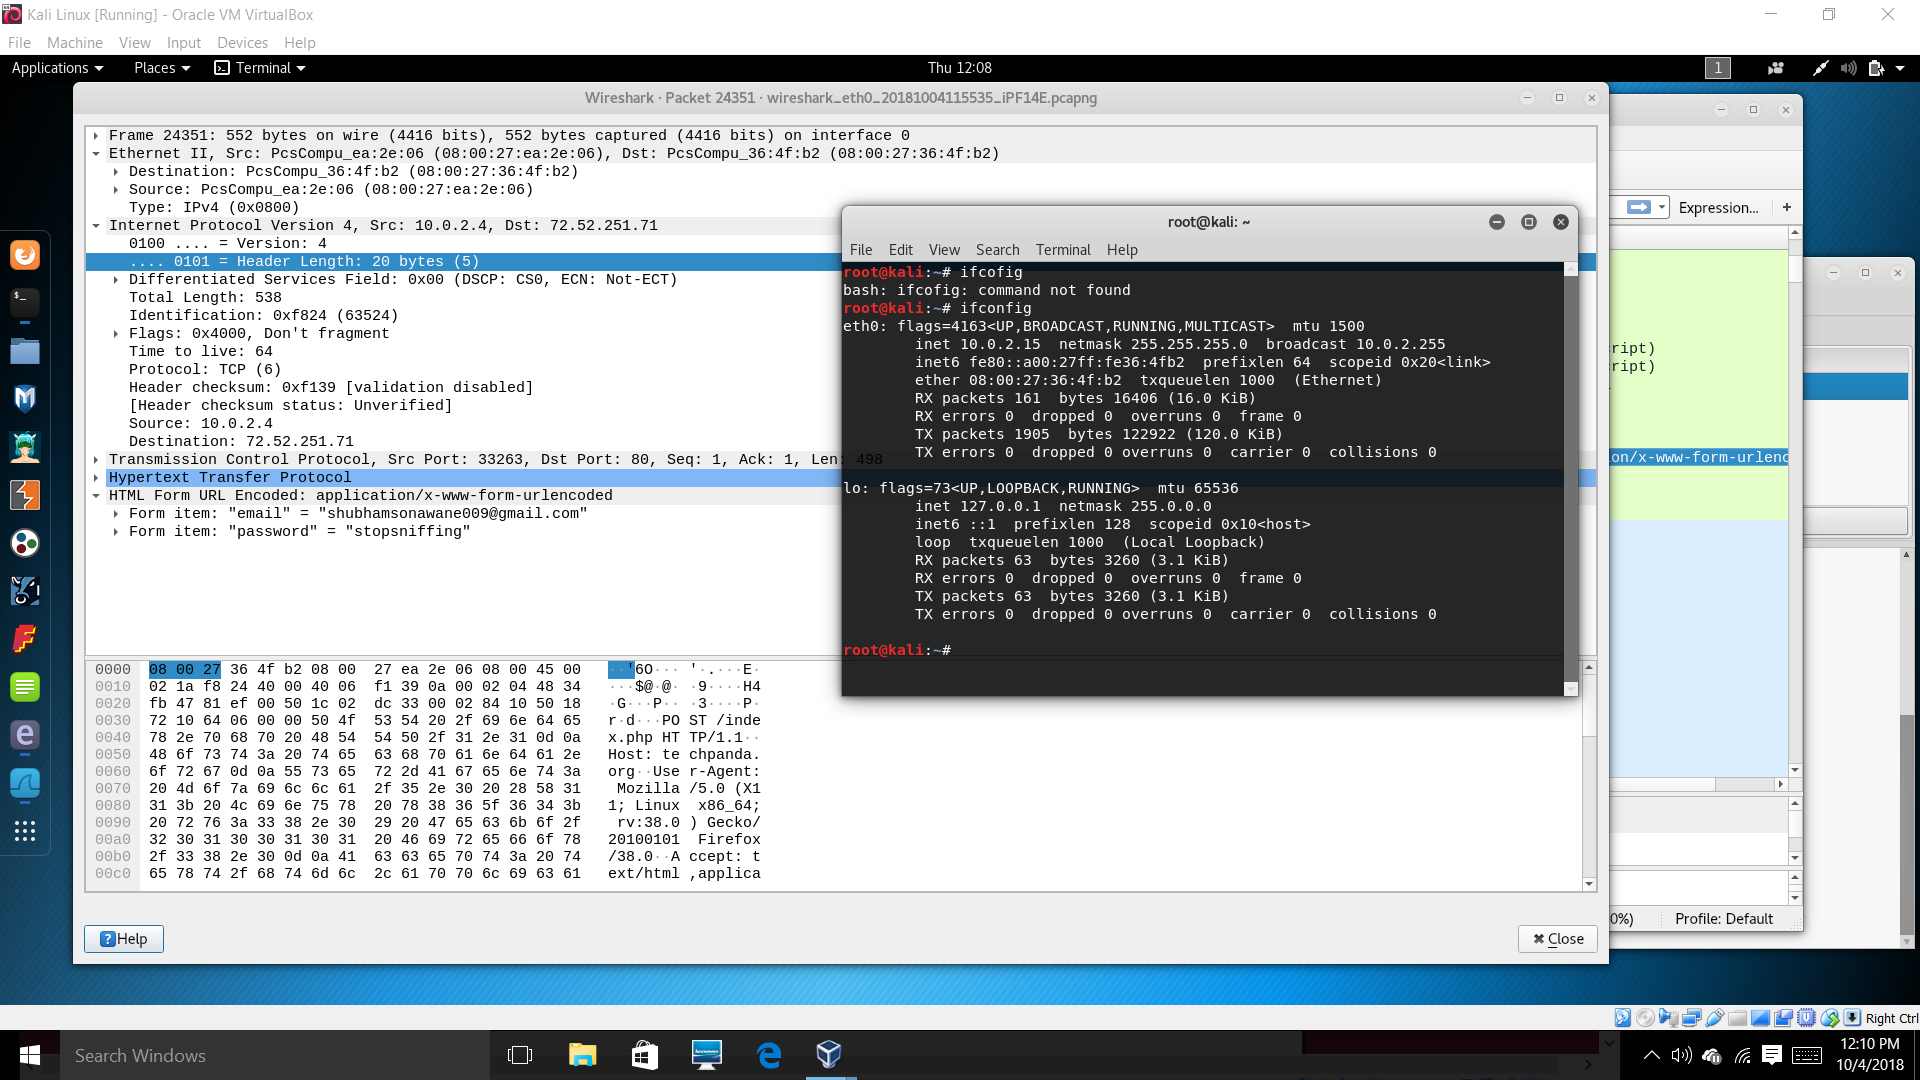 Kali Linux [Running] - Oracle VM VirtualBox
File Machine View Input Devices Help
Applications Places Terminal Thu 12:08 1
Wireshark · Packet 24351 · wireshark_eth0_20181004115535_iPF14E.pcapng
Frame 24351: 552 bytes on wire (4416 bits), 552 bytes captured (4416 bits) on interface 0
Ethernet II, Src: PcsCompu_ea:2e:06 (08:00:27:ea:2e:06), Dst: PcsCompu_36:4f:b2 (08:00:27:36:4f:b2)
Destination: PcsCompu_36:4f:b2 (08:00:27:36:4f:b2)
Source: PcsCompu_ea:2e:06 (08:00:27:ea:2e:06)
Type: IPv4 (0x0800)
Internet Protocol Version 4, Src: 10.0.2.4, Dst: 72.52.251.71
0100 .... = Version: 4
.... 0101 = Header Length: 20 bytes (5)
Differentiated Services Field: 0x00 (DSCP: CS0, ECN: Not-ECT)
Total Length: 538
Identification: 0xf824 (63524)
Flags: 0x4000, Don't fragment
Time to live: 64
Protocol: TCP (6)
Header checksum: 0xf139 [validation disabled]
[Header checksum status: Unverified]
Source: 10.0.2.4
Destination: 72.52.251.71
Transmission Control Protocol, Src Port: 33263, Dst Port: 80, Seq: 1, Ack: 1, Len: 498
Hypertext Transfer Protocol
HTML Form URL Encoded: application/x-www-form-urlencoded
Form item: "email" = "shubhamsonawane009@gmail.com"
Form item: "password" = "stopsniffing"
0000 08 00 27 36 4f b2 08 00 27 ea 2e 06 08 00 45 00 ··'6O··· '·.···E·
0010 02 1a f8 24 40 00 40 06 f1 39 0a 00 02 04 48 34 ···$@·@· ·9····H4
0020 fb 47 81 ef 00 50 1c 02 dc 33 00 02 84 10 50 18 ·G···P·· ·3····P·
0030 72 10 64 06 00 00 50 4f 53 54 20 2f 69 6e 64 65 r·d···PO ST /inde
0040 78 2e 70 68 70 20 48 54 54 50 2f 31 2e 31 0d 0a x.php HT TP/1.1··
0050 48 6f 73 74 3a 20 74 65 63 68 70 61 6e 64 61 2e Host: te chpanda.
0060 6f 72 67 0d 0a 55 73 65 72 2d 41 67 65 6e 74 3a org··Use r-Agent:
0070 20 4d 6f 7a 69 6c 6c 61 2f 35 2e 30 20 28 58 31 Mozilla /5.0 (X1
0080 31 3b 20 4c 69 6e 75 78 20 78 38 36 5f 36 34 3b 1; Linux x86_64;
0090 20 72 76 3a 33 38 2e 30 29 20 47 65 63 6b 6f 2f rv:38.0 ) Gecko/
00a0 32 30 31 30 30 31 30 31 20 46 69 72 65 66 6f 78 20100101 Firefox
00b0 2f 33 38 2e 30 0d 0a 41 63 63 65 70 74 3a 20 74 /38.0··A ccept: t
00c0 65 78 74 2f 68 74 6d 6c 2c 61 70 70 6c 69 63 61 ext/html ,applica
Help
Close
root@kali: ~
File Edit View Search Terminal Help
root@kali:~# ifcofig
bash: ifcofig: command not found
root@kali:~# ifconfig
eth0: flags=4163<UP,BROADCAST,RUNNING,MULTICAST> mtu 1500
inet 10.0.2.15 netmask 255.255.255.0 broadcast 10.0.2.255
inet6 fe80::a00:27ff:fe36:4fb2 prefixlen 64 scopeid 0x20<link>
ether 08:00:27:36:4f:b2 txqueuelen 1000 (Ethernet)
RX packets 161 bytes 16406 (16.0 KiB)
RX errors 0 dropped 0 overruns 0 frame 0
TX packets 1905 bytes 122922 (120.0 KiB)
TX errors 0 dropped 0 overruns 0 carrier 0 collisions 0
lo: flags=73<UP,LOOPBACK,RUNNING> mtu 65536
inet 127.0.0.1 netmask 255.0.0.0
inet6 ::1 prefixlen 128 scopeid 0x10<host>
loop txqueuelen 1000 (Local Loopback)
RX packets 63 bytes 3260 (3.1 KiB)
RX errors 0 dropped 0 overruns 0 frame 0
TX packets 63 bytes 3260 (3.1 KiB)
TX errors 0 dropped 0 overruns 0 carrier 0 collisions 0
root@kali:~#
Expression... +
ript)
ript)
on/x-www-form-urlenc
0%) Profile: Default
Right Ctrl
Search Windows
12:10 PM
10/4/2018